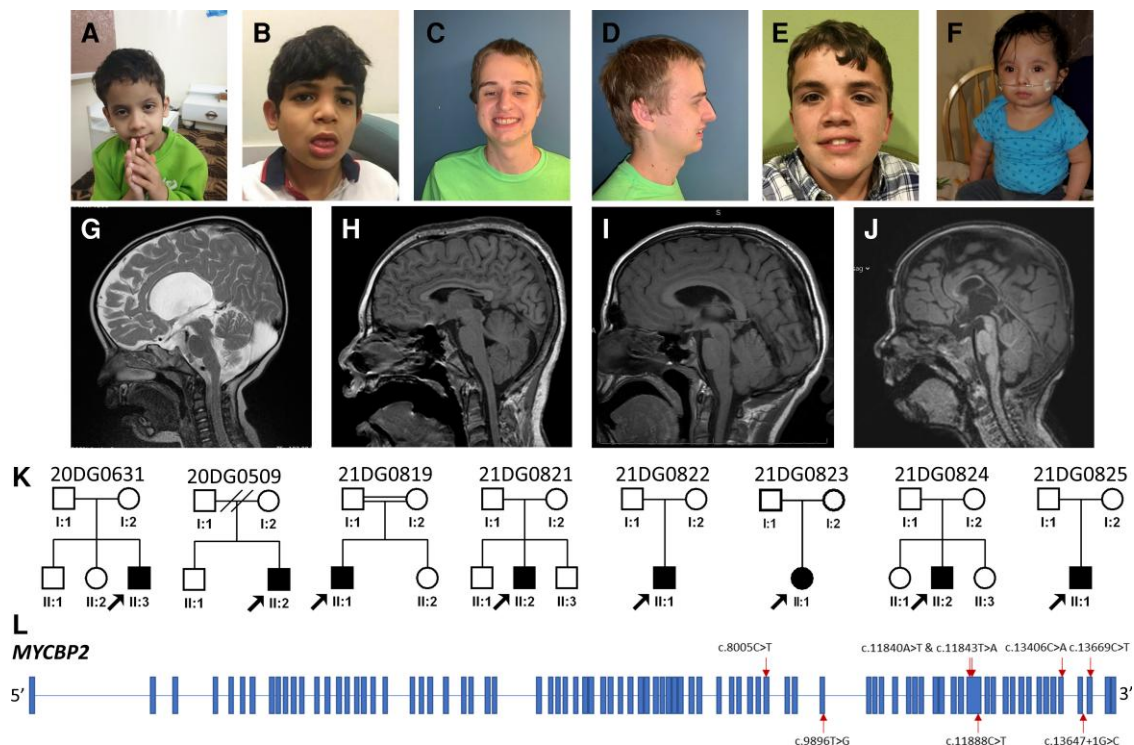 A B C D E F
G H I J
S
sag
A
K
20DG0631 20DG0509 21DG0819 21DG0821 21DG0822 21DG0823 21DG0824 21DG0825
I:1 I:2 I:1 I:2 I:1 I:2 I:1 I:2 I:1 I:2 I:1 I:2 I:1 I:2 I:1 I:2
II:1 II:2 II:3 II:1 II:2 II:1 II:2 II:1 II:2 II:3 II:1 II:1 II:1 II:2 II:3 II:1
L
MYCBP2
c.8005C>T c.11840A>T & c.11843T>A c.13406C>A c.13669C>T
5' 3'
c.9896T>G c.11888C>T c.13647+1G>C